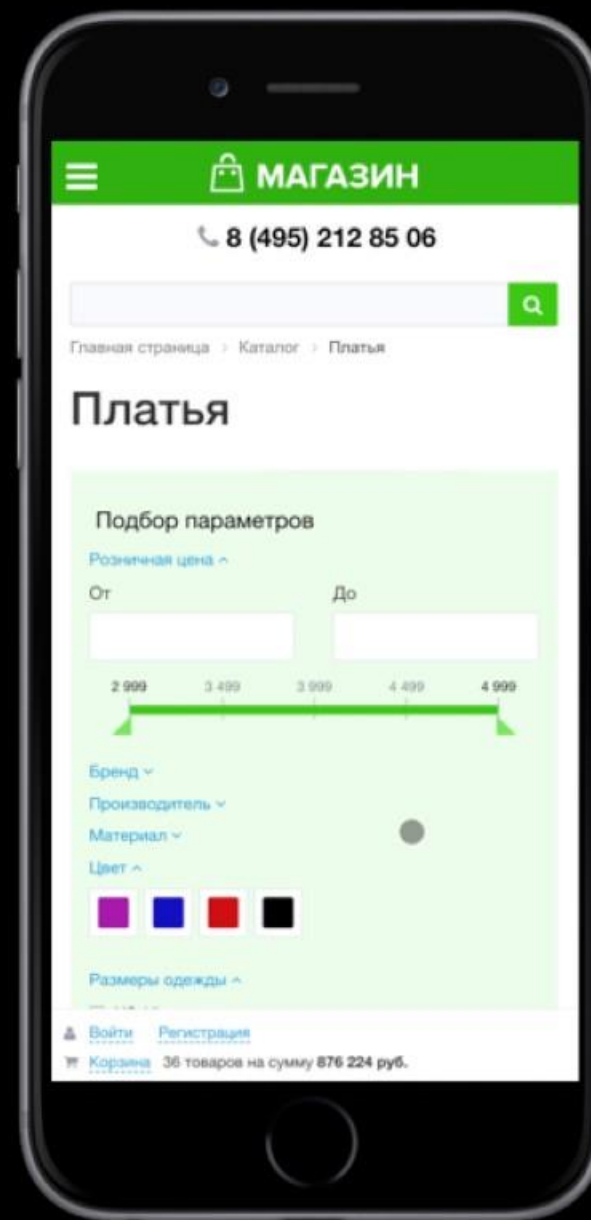 МАГАЗИН
8 (495) 212 85 06
Главная страница > Каталог > Платья
Платья
Подбор параметров
Розничная цена
От До
2 999 3 499 3 999 4 499 4 999
Бренд
Производитель
Материал
Цвет
Размеры одежды
Войти Регистрация
Корзина 36 товаров на сумму 876 224 руб.